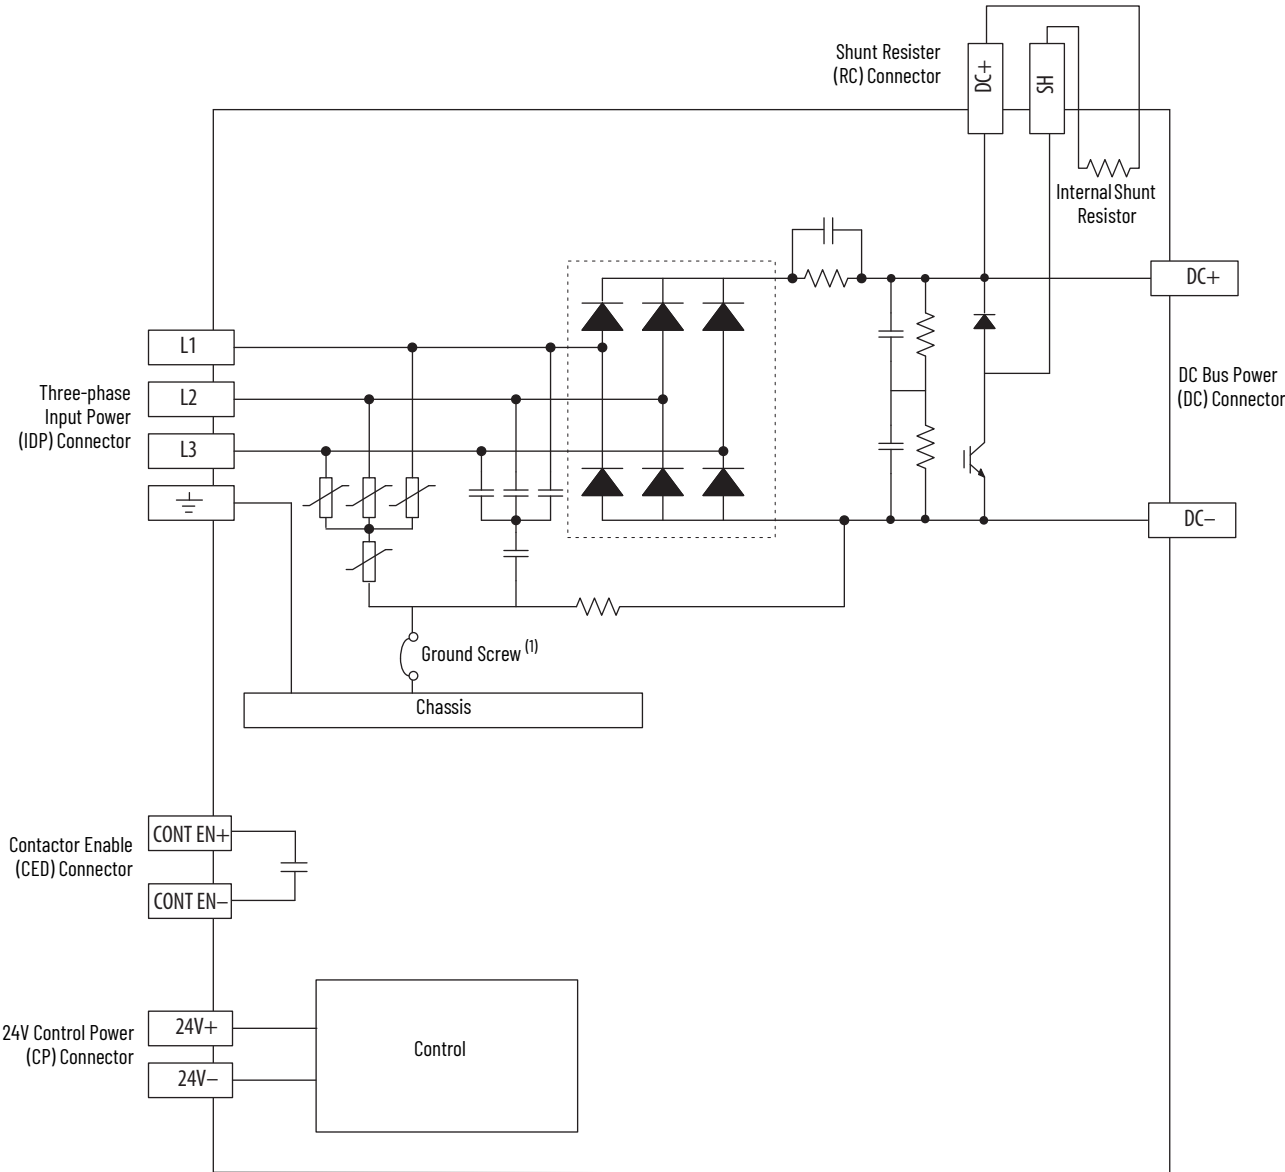 Shunt Resister
(RC) Connector
DC+
SH
Internal Shunt
Resistor
DC+
L1
L2
L3
Three-phase
Input Power
(IDP) Connector
DC Bus Power
(DC) Connector
DC–
Ground Screw (1)
Chassis
Contactor Enable
(CED) Connector
CONT EN+
CONT EN–
24V Control Power
(CP) Connector
24V+
24V–
Control